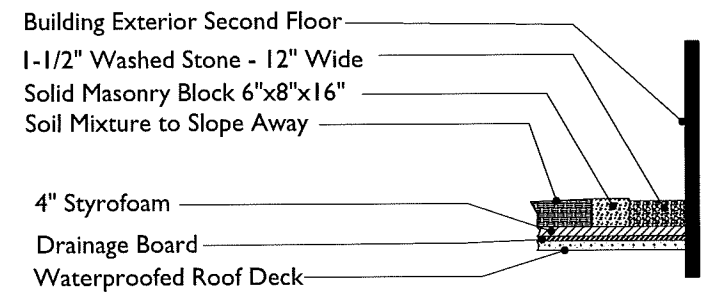 Building Exterior Second Floor
1-1/2" Washed Stone - 12" Wide
Solid Masonry Block 6"x8"x16"
Soil Mixture to Slope Away
4" Styrofoam
Drainage Board
Waterproofed Roof Deck